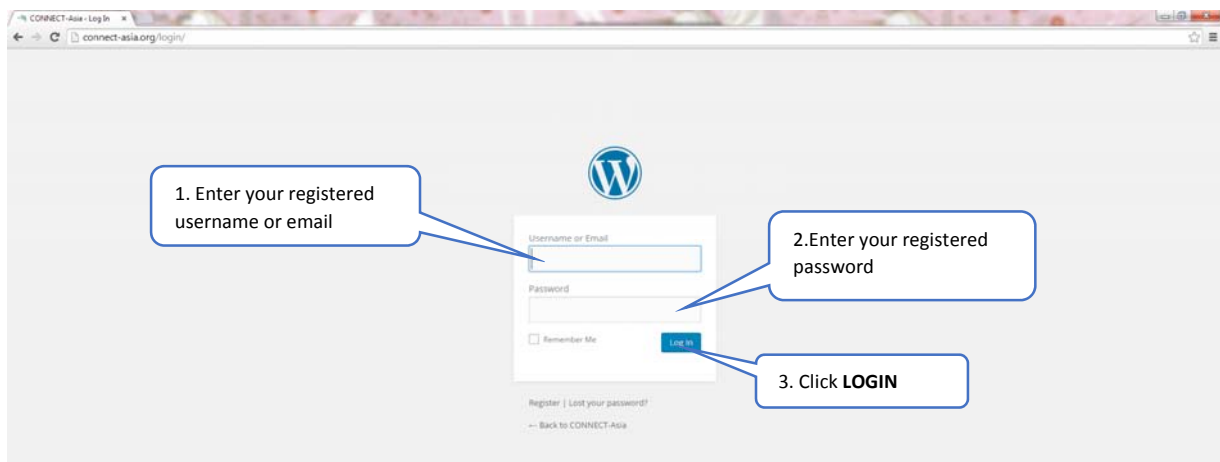 CONNECT-Asia - Log In
connect-asia.org/login/
1. Enter your registered
username or email
Username or Email
2.Enter your registered
password
Password
Remember Me
Log In
3. Click LOGIN
Register | Lost your password?
← Back to CONNECT-Asia